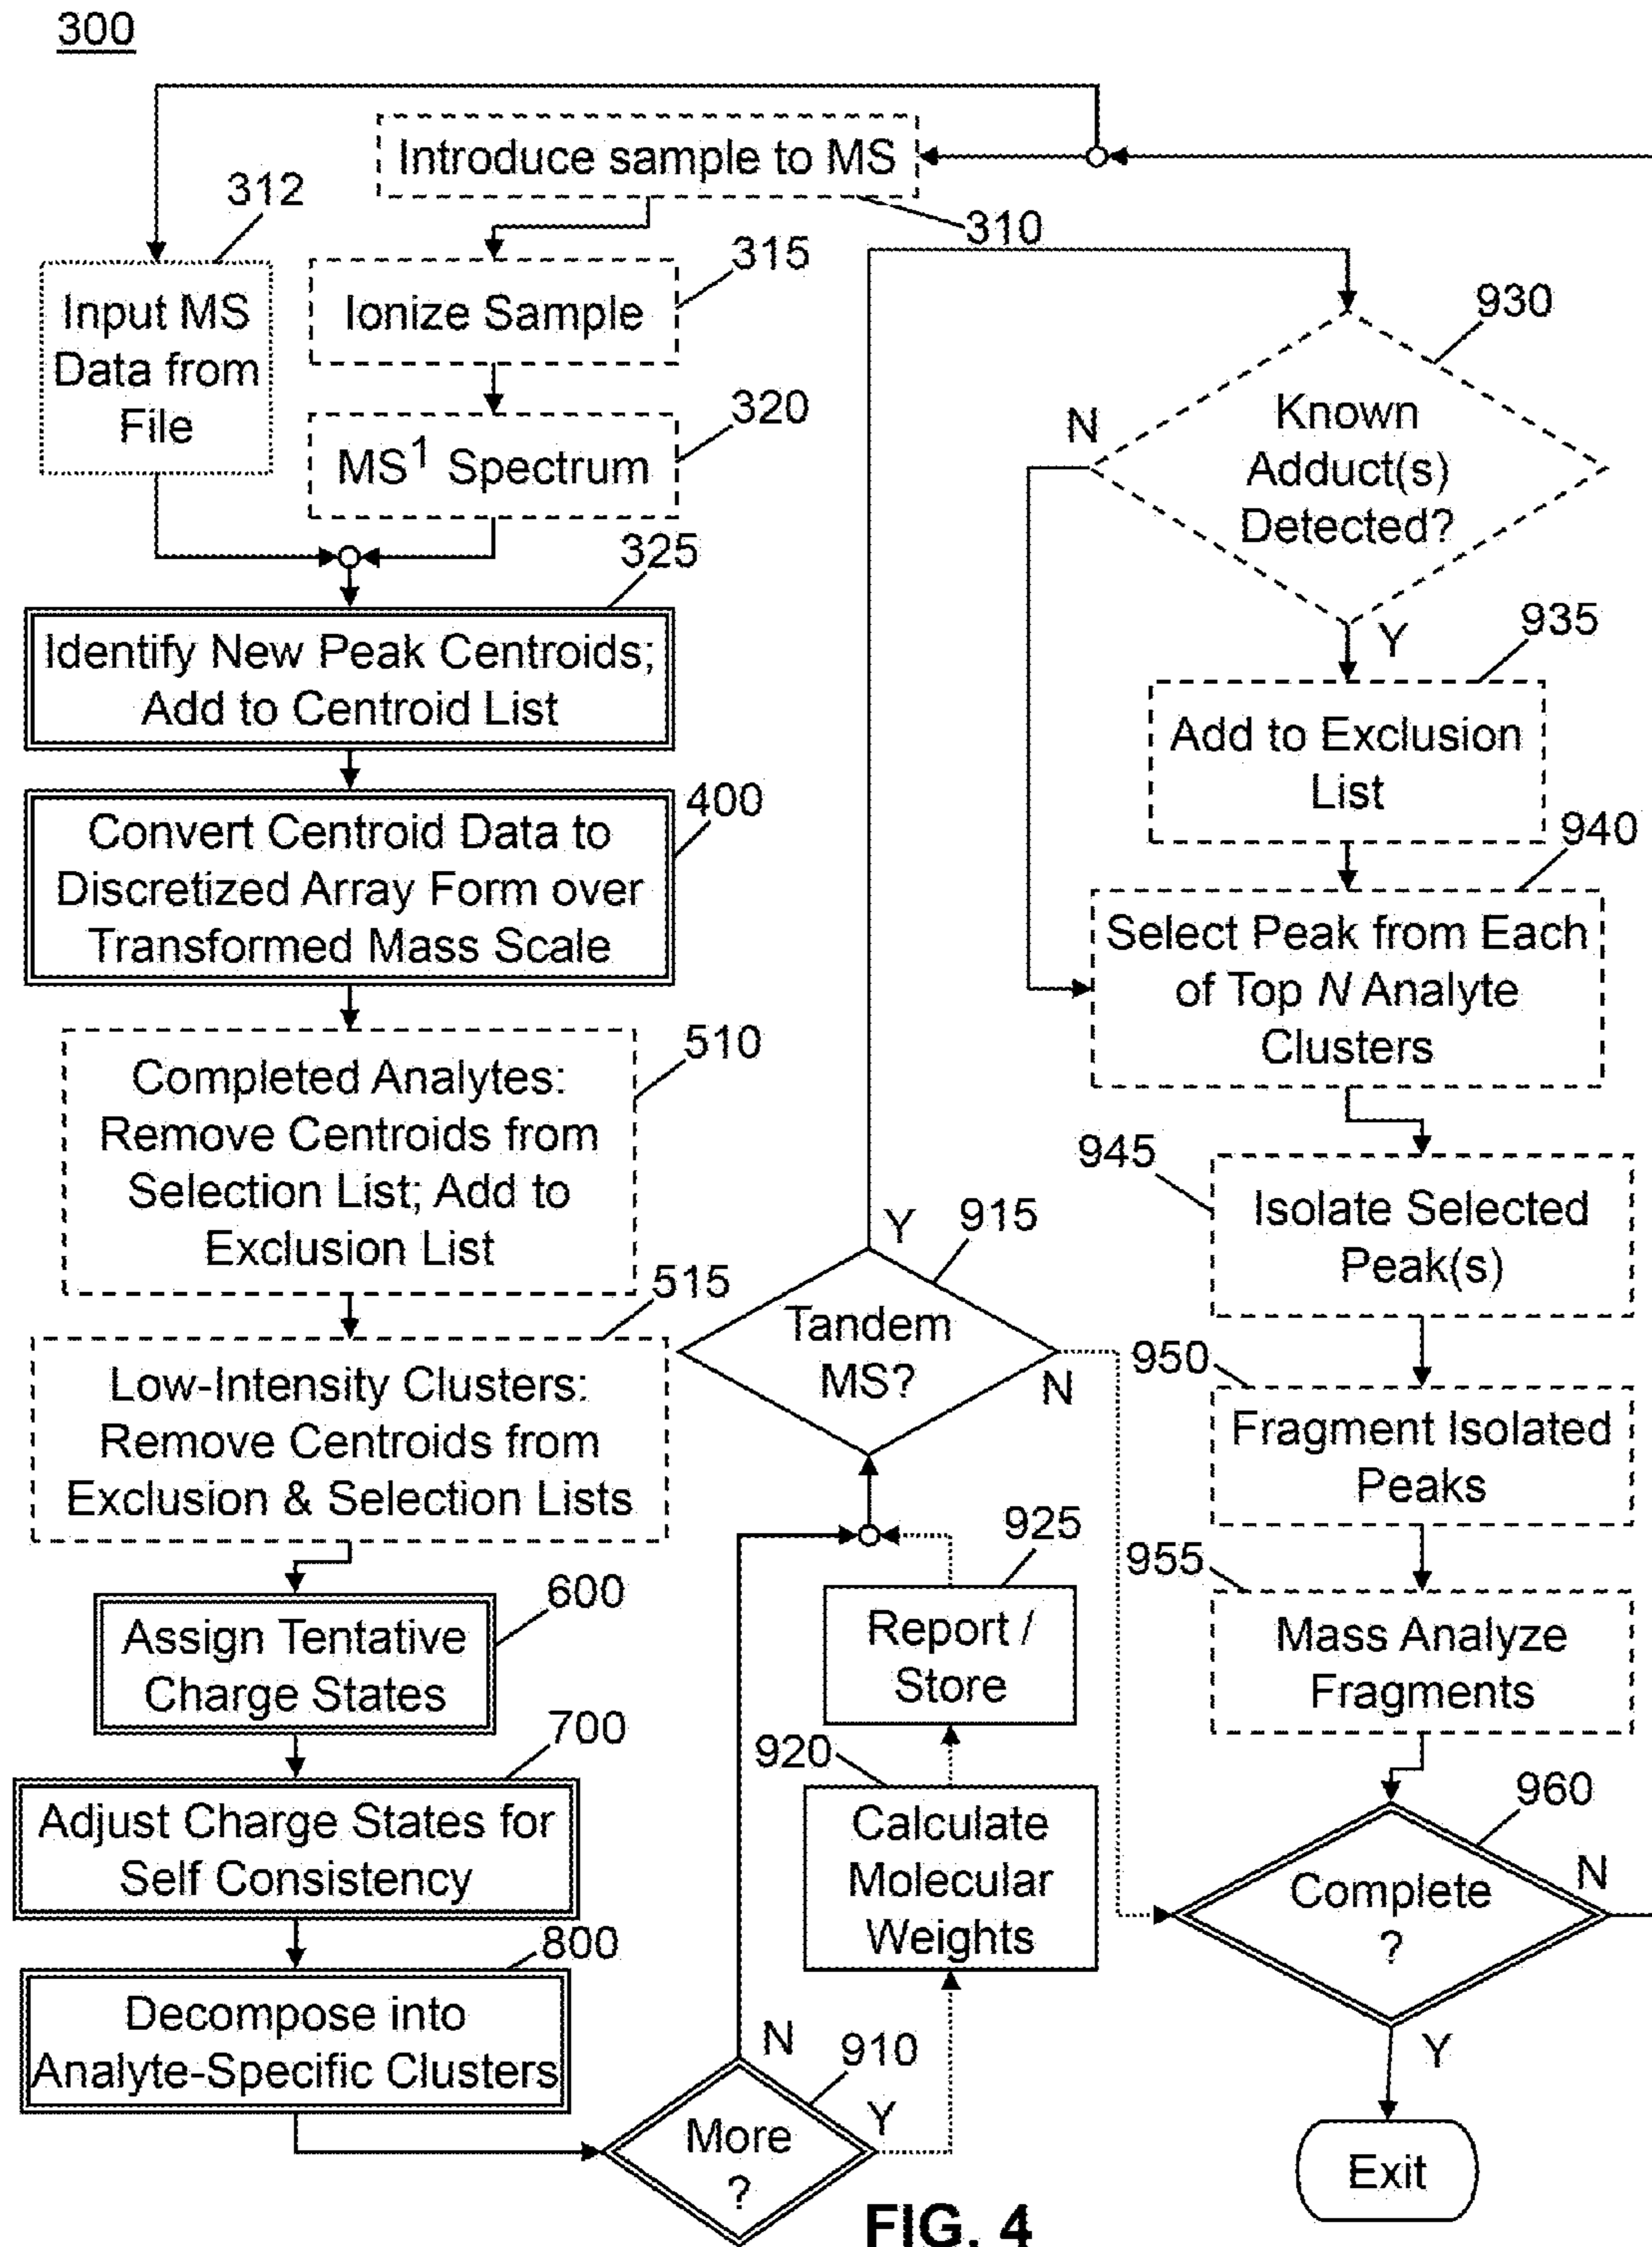 300
Introduce sample to MS
310
312
Input MS
Data from
File
315
Ionize Sample
320
MS¹ Spectrum
325
Identify New Peak Centroids;
Add to Centroid List
400
Convert Centroid Data to
Discretized Array Form over
Transformed Mass Scale
510
Completed Analytes:
Remove Centroids from
Selection List; Add to
Exclusion List
515
Low-Intensity Clusters:
Remove Centroids from
Exclusion & Selection Lists
600
Assign Tentative
Charge States
700
Adjust Charge States for
Self Consistency
800
Decompose into
Analyte-Specific Clusters
910
More
?
N
Y
920
Calculate
Molecular
Weights
925
Report /
Store
915
Tandem
MS?
Y
N
930
Known
Adduct(s)
Detected?
N
Y
935
Add to Exclusion
List
940
Select Peak from Each
of Top N Analyte
Clusters
945
Isolate Selected
Peak(s)
950
Fragment Isolated
Peaks
955
Mass Analyze
Fragments
960
Complete
?
N
Y
Exit
FIG. 4